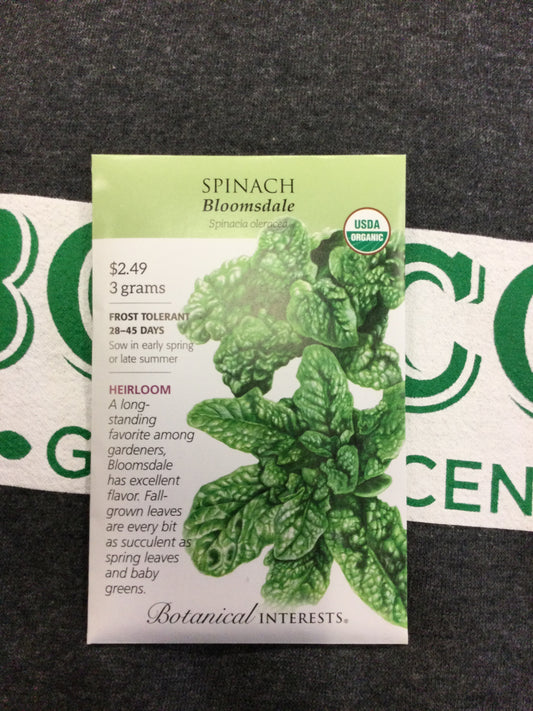 SPINACH
Bloomsdale
Spinacia oleracea
USDA
ORGANIC
$2.49
3 grams
FROST TOLERANT
28–45 DAYS
Sow in early spring
or late summer
HEIRLOOM
A long-
standing
favorite among
gardeners,
Bloomsdale
has excellent
flavor. Fall-
grown leaves
are every bit
as succulent as
spring leaves
and baby
greens.
Botanical INTERESTS®
CEN